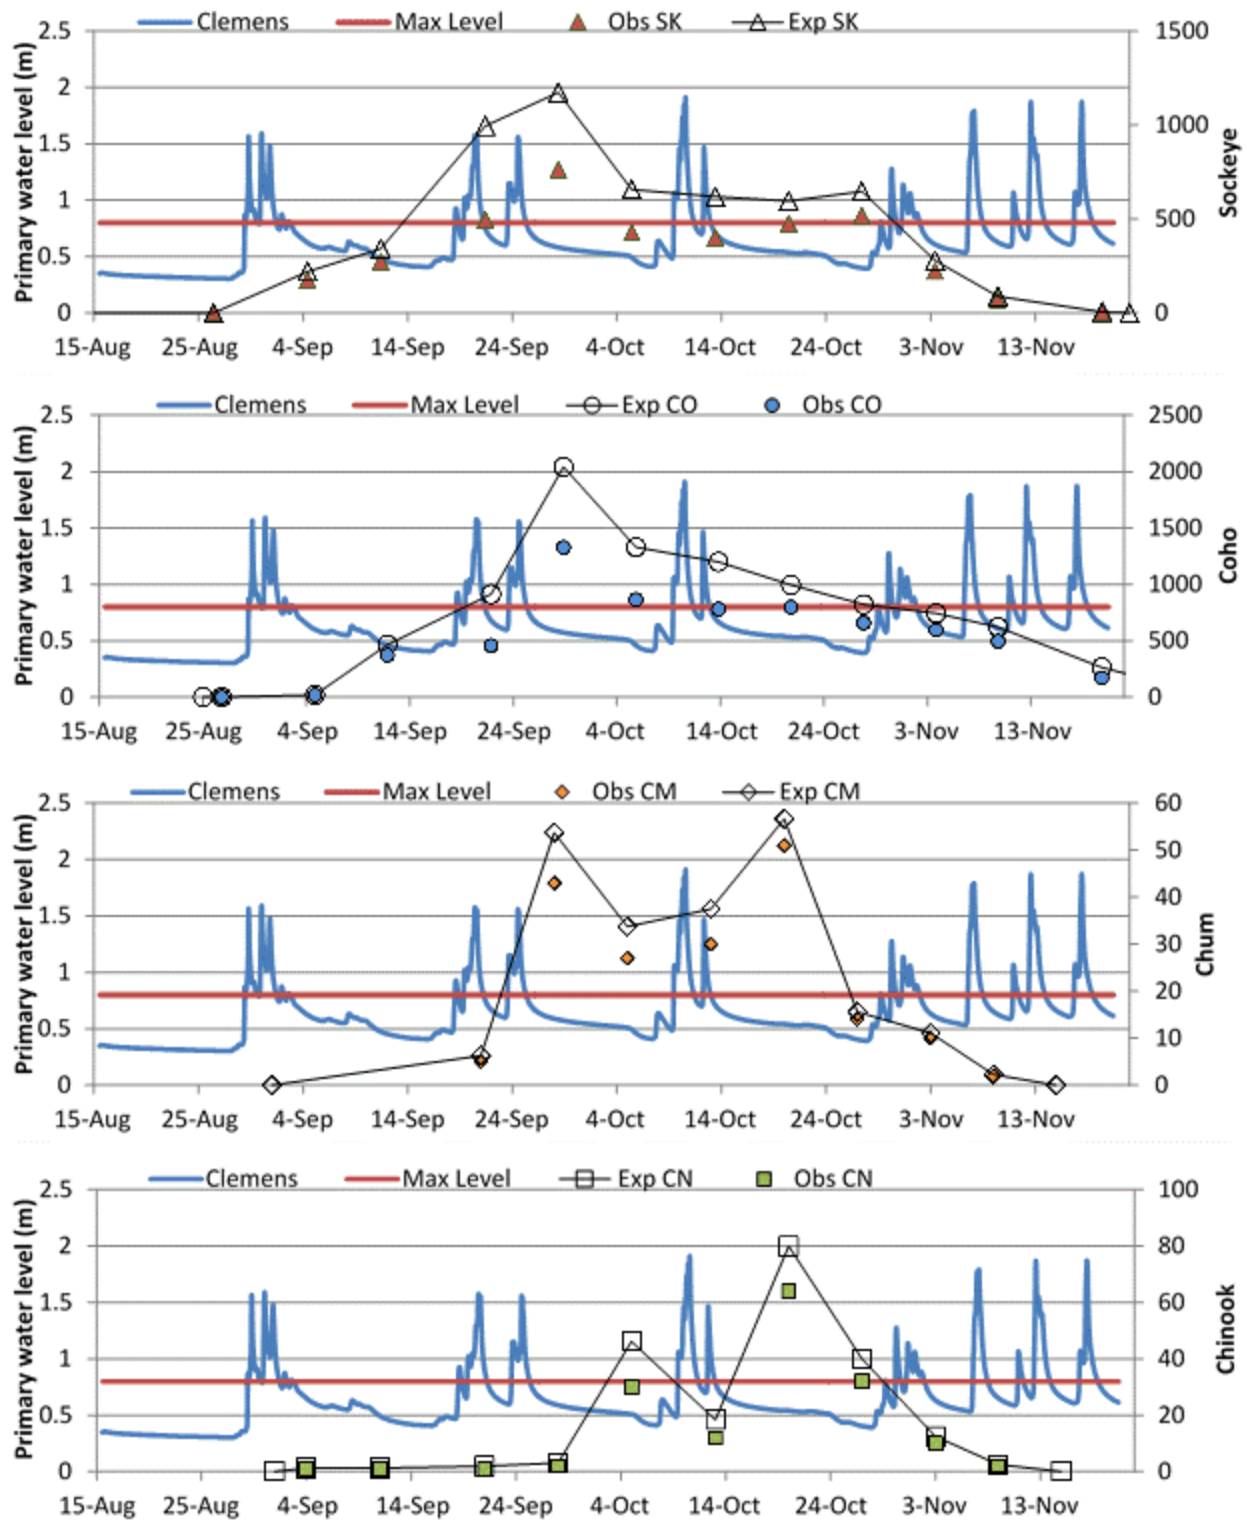 Clemens Max Level Obs SK Exp SK
2.5 1500
2
1.5 1000
1
0.5 500
0 0
Primary water level (m)
Sockeye
15-Aug 25-Aug 4-Sep 14-Sep 24-Sep 4-Oct 14-Oct 24-Oct 3-Nov 13-Nov
Clemens Max Level Exp CO Obs CO
2.5 2500
2 2000
1.5 1500
1 1000
0.5 500
0 0
Primary water level (m)
Coho
15-Aug 25-Aug 4-Sep 14-Sep 24-Sep 4-Oct 14-Oct 24-Oct 3-Nov 13-Nov
Clemens Max Level Obs CM Exp CM
2.5 60
2 50
1.5 40
30
1 20
0.5 10
0 0
Primary water level (m)
Chum
15-Aug 25-Aug 4-Sep 14-Sep 24-Sep 4-Oct 14-Oct 24-Oct 3-Nov 13-Nov
Clemens Max Level Exp CN Obs CN
2.5 100
2 80
1.5 60
1 40
0.5 20
0 0
Primary water level (m)
Chinook
15-Aug 25-Aug 4-Sep 14-Sep 24-Sep 4-Oct 14-Oct 24-Oct 3-Nov 13-Nov